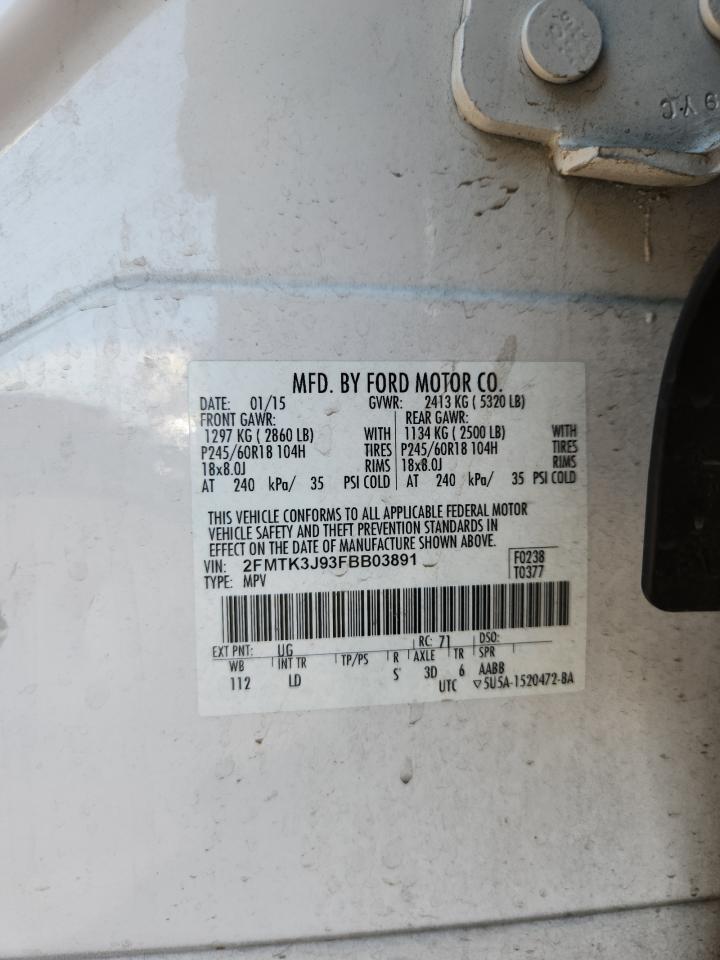 MFD. BY FORD MOTOR CO.
DATE: 01/15 GVWR: 2413 KG ( 5320 LB)
FRONT GAWR: REAR GAWR:
1297 KG ( 2860 LB) WITH 1134 KG ( 2500 LB) WITH
P245/60R18 104H TIRES P245/60R18 104H TIRES
18x8.0J RIMS 18x8.0J RIMS
AT 240 kPa/ 35 PSI COLD AT 240 kPa/ 35 PSI COLD
THIS VEHICLE CONFORMS TO ALL APPLICABLE FEDERAL MOTOR
VEHICLE SAFETY AND THEFT PREVENTION STANDARDS IN
EFFECT ON THE DATE OF MANUFACTURE SHOWN ABOVE.
VIN: 2FMTK3J93FBB03891 F0238
TYPE: MPV T0377
EXT PNT: UG RC: 71 DSO:
WB INT TR TP/PS R AXLE TR SPR
112 LD S 3D 6 AABB
UTC ▽5U5A-1520472-BA